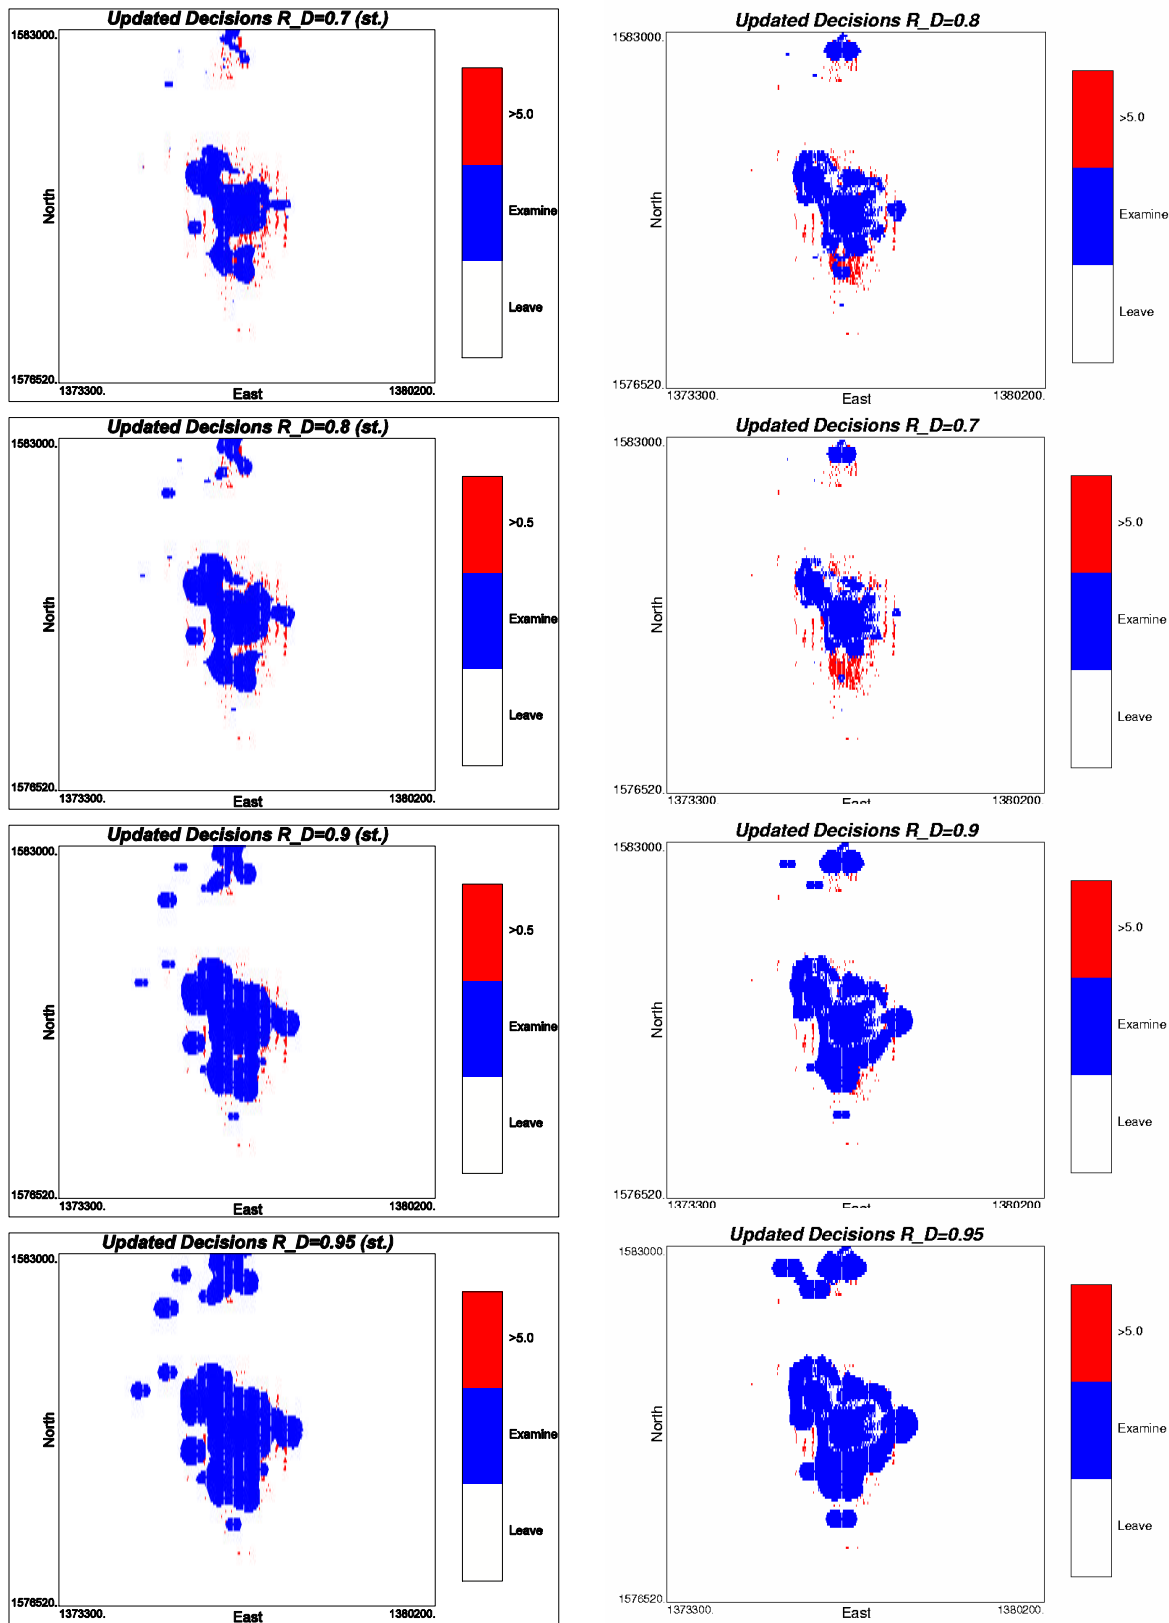 Updated Decisions R_D=0.7 (st.)
1583000.
North
1576520.
1373300.
East
1380200.
>5.0
Examine
Leave
Updated Decisions R_D=0.8
1583000.
North
1576520.
1373300.
East
1380200.
>5.0
Examine
Leave
Updated Decisions R_D=0.8 (st.)
1583000.
North
1576520.
1373300.
East
1380200.
>0.5
Examine
Leave
Updated Decisions R_D=0.7
1583000.
North
1576520.
1373300
East
1380200.
>5.0
Examine
Leave
Updated Decisions R_D=0.9 (st.)
1583000.
North
1576520.
1373300.
East
1380200.
>0.5
Examine
Leave
Updated Decisions R_D=0.9
1583000.
North
1576520.
1373300.
East
1380200.
>5.0
Examine
Leave
Updated Decisions R_D=0.95 (st.)
1583000.
North
1576520.
1373300.
East
1380200.
>5.0
Examine
Leave
Updated Decisions R_D=0.95
1583000.
North
1576520.
1373300.
East
1380200.
>5.0
Examine
Leave